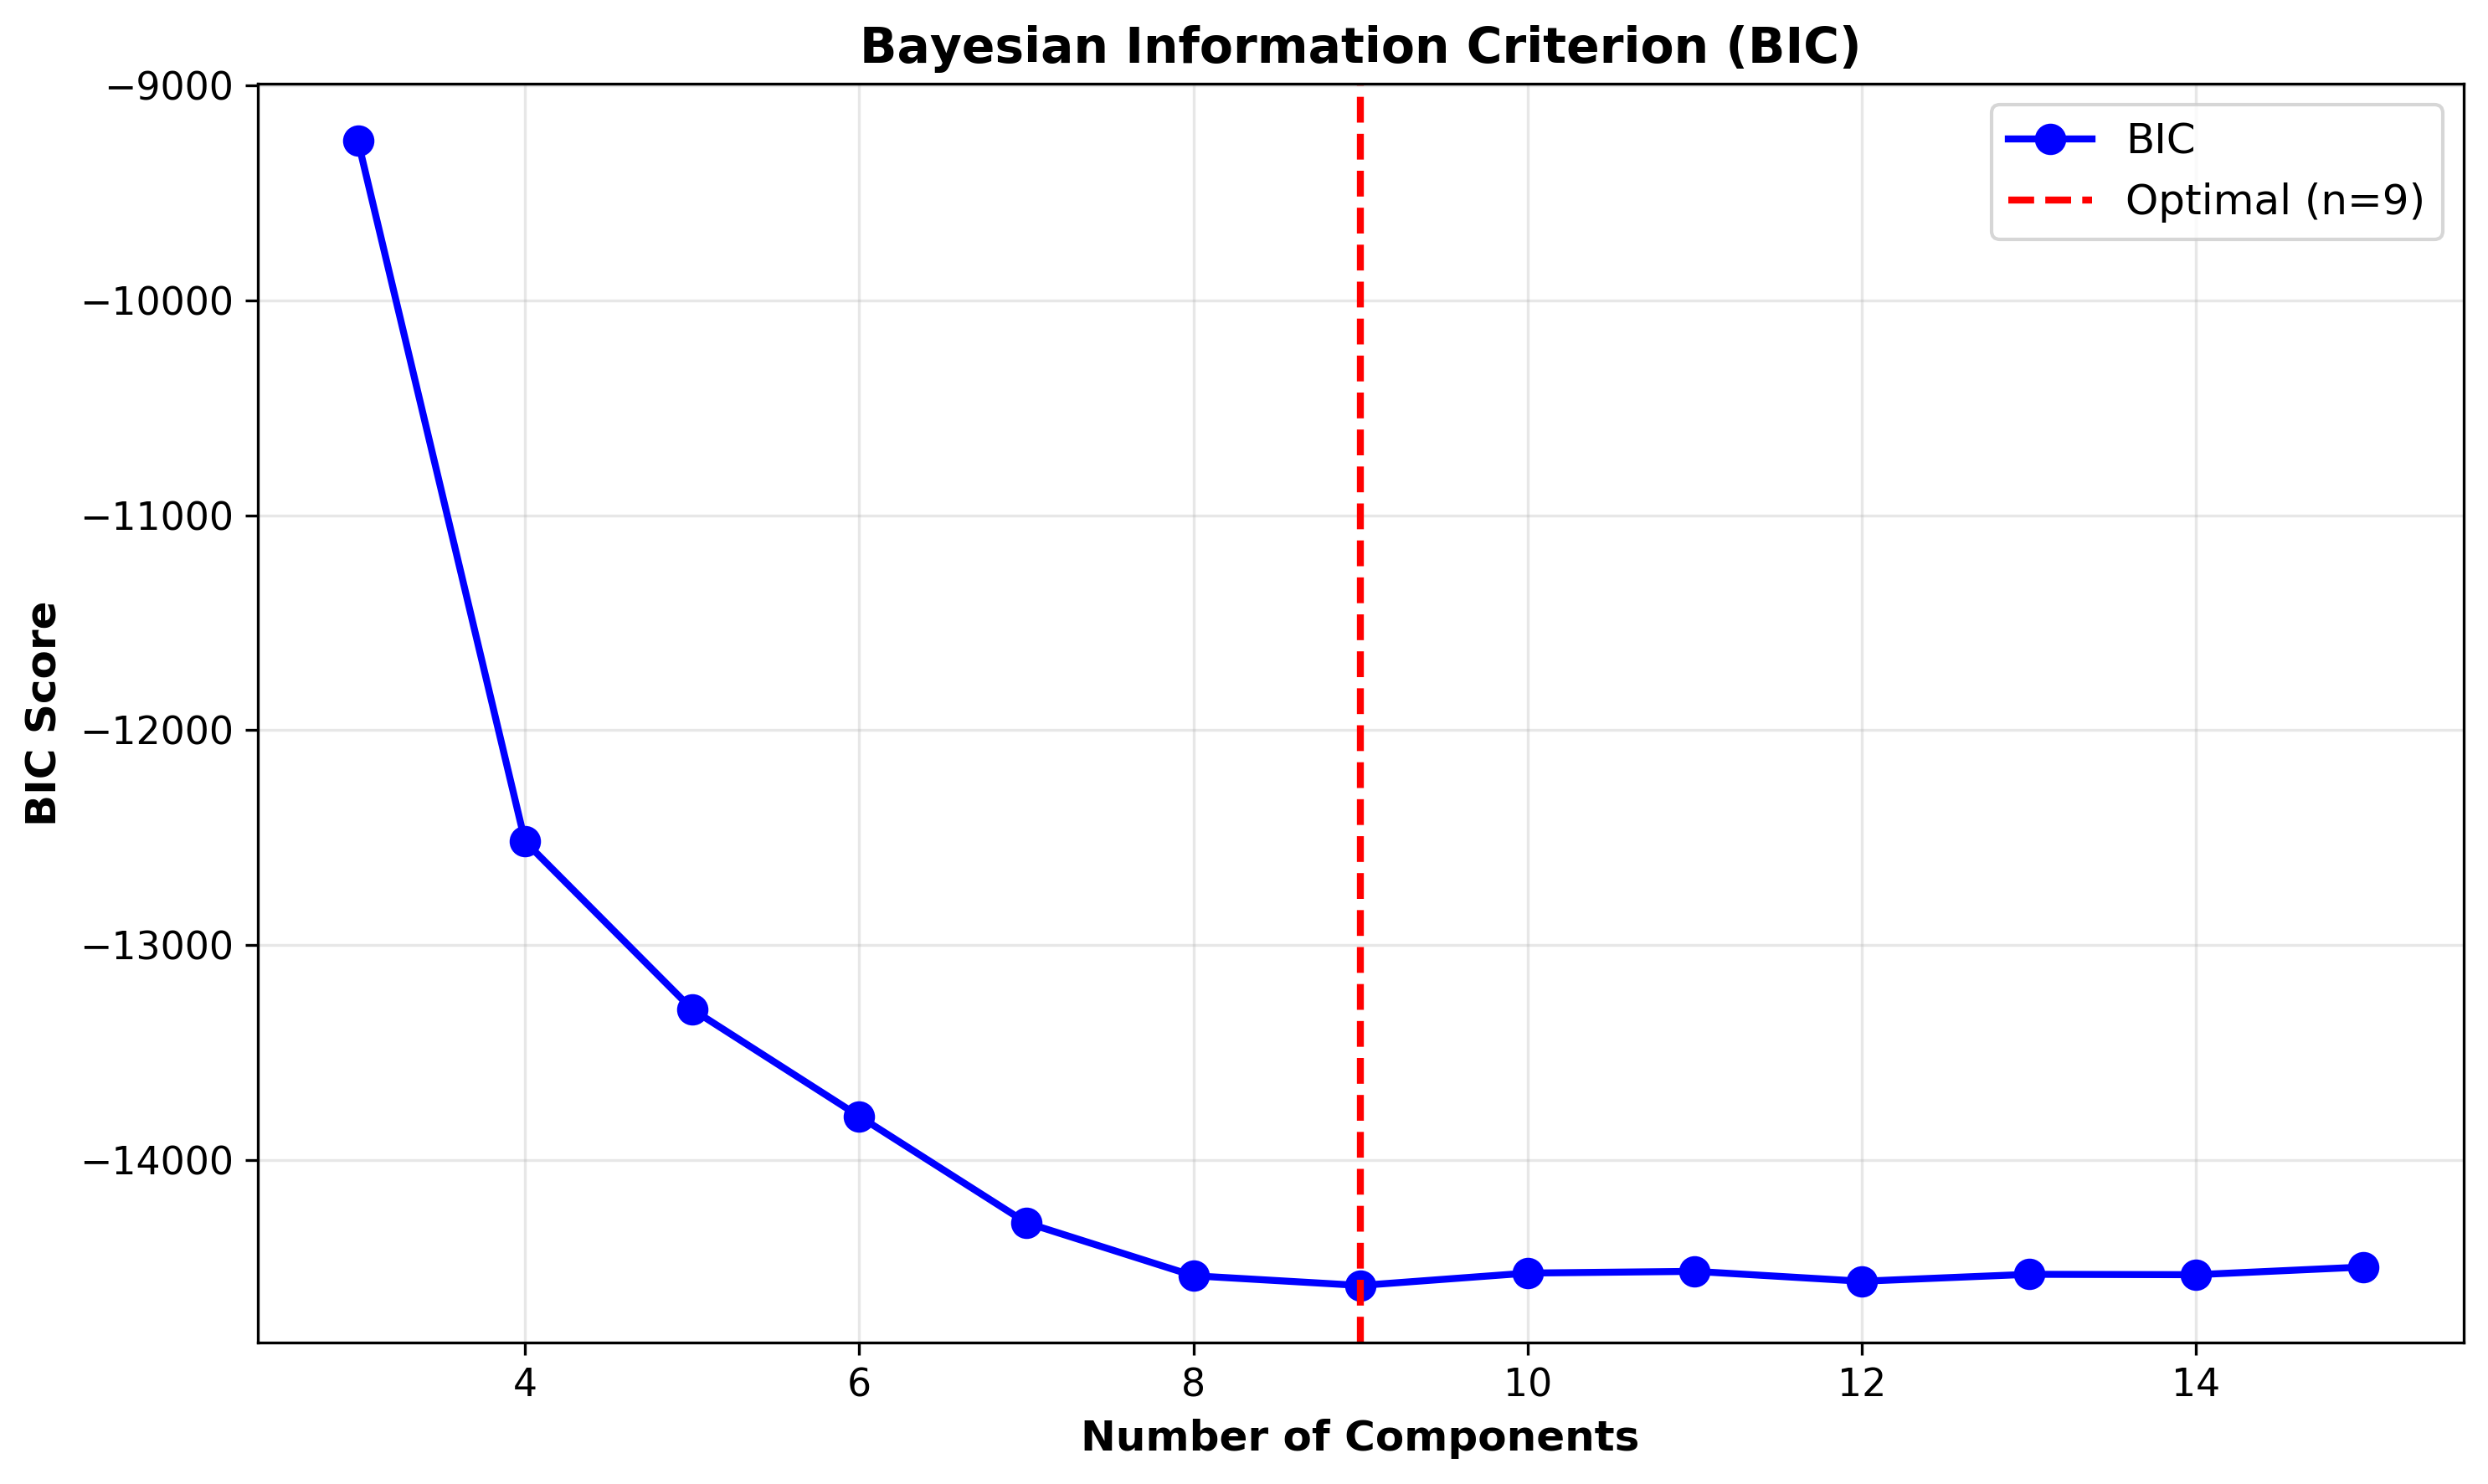 Bayesian Information Criterion (BIC)
BIC
Optimal (n=9)
BIC Score
−9000
−10000
−11000
−12000
−13000
−14000
4
6
8
10
12
14
Number of Components